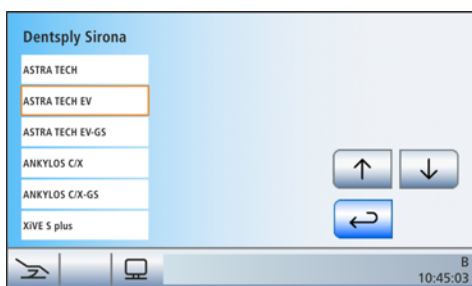 Dentsply Sirona
ASTRA TECH
ASTRA TECH EV
ASTRA TECH EV-GS
ANKYLOS C/X
ANKYLOS C/X-GS
XiVE S plus
B
10:45:03